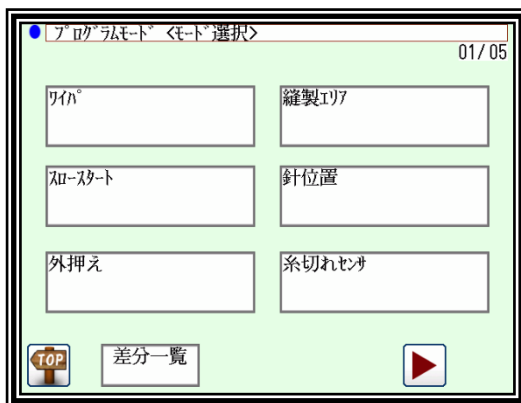 ﾌﾟﾛｸﾞﾗﾑﾓｰﾄﾞ <ﾓｰﾄﾞ選択>
01/05
ﾜｲﾊﾟ
縫製ｴﾘｱ
ｽﾛｰｽﾀｰﾄ
針位置
外押え
糸切れｾﾝｻ
TOP
差分一覧